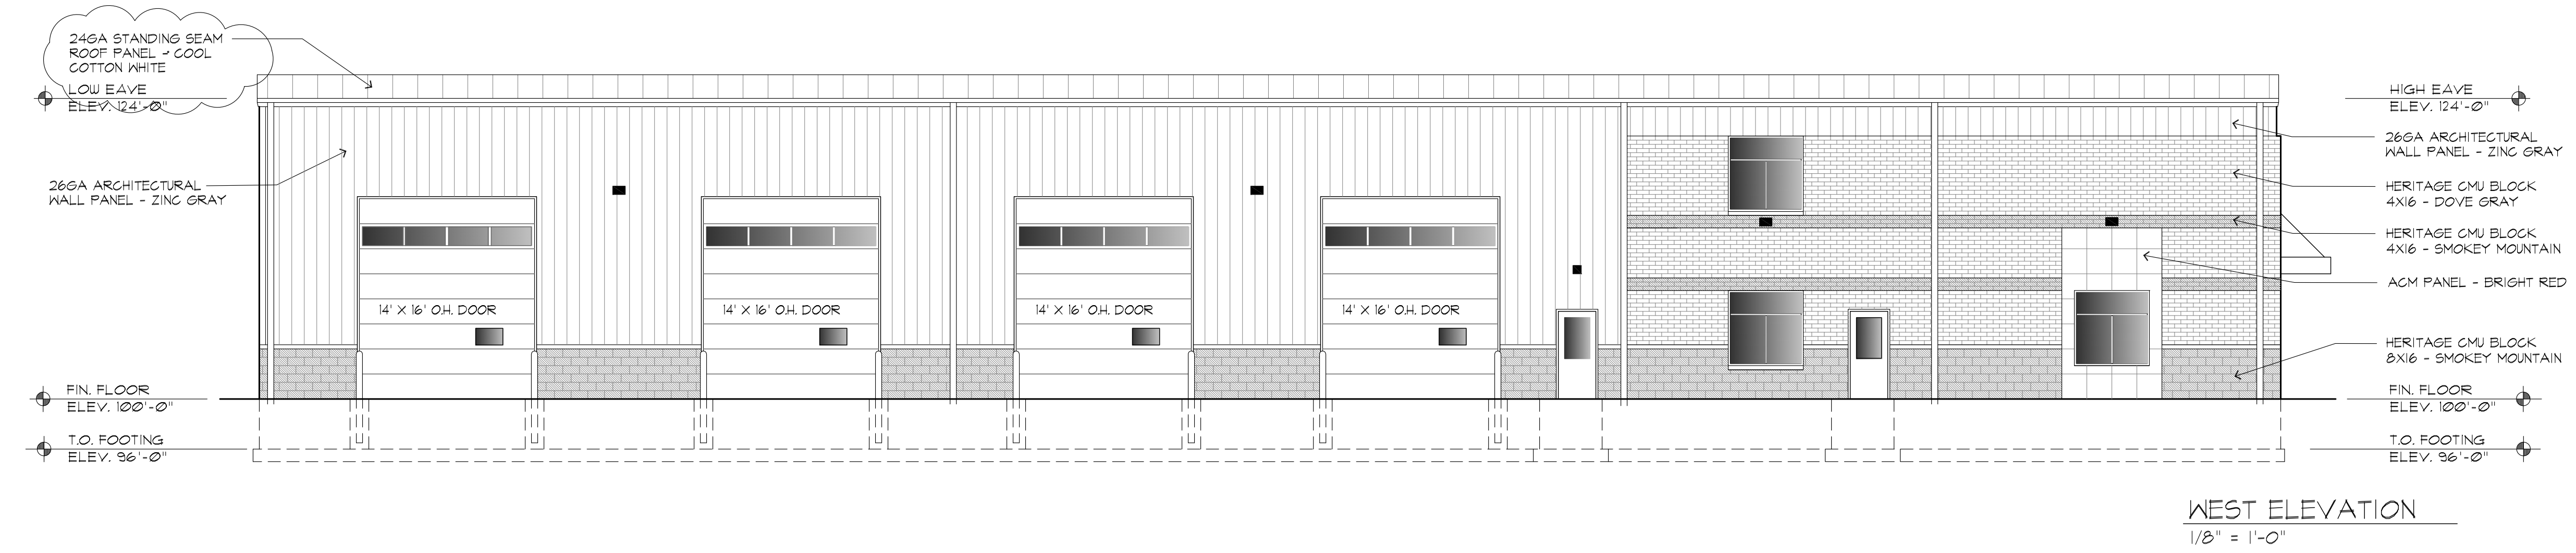 24GA STANDING SEAM
ROOF PANEL - COOL
COTTON WHITE
LOW EAVE
ELEV. 124'-0"
26GA ARCHITECTURAL
WALL PANEL - ZINC GRAY
FIN. FLOOR
ELEV. 100'-0"
T.O. FOOTING
ELEV. 96'-0"
14' X 16' O.H. DOOR
14' X 16' O.H. DOOR
14' X 16' O.H. DOOR
14' X 16' O.H. DOOR
HIGH EAVE
ELEV. 124'-0"
26GA ARCHITECTURAL
WALL PANEL - ZINC GRAY
HERITAGE CMU BLOCK
4X16 - DOVE GRAY
HERITAGE CMU BLOCK
4X16 - SMOKEY MOUNTAIN
ACM PANEL - BRIGHT RED
HERITAGE CMU BLOCK
8X16 - SMOKEY MOUNTAIN
FIN. FLOOR
ELEV. 100'-0"
T.O. FOOTING
ELEV. 96'-0"
WEST ELEVATION
1/8" = 1'-0"